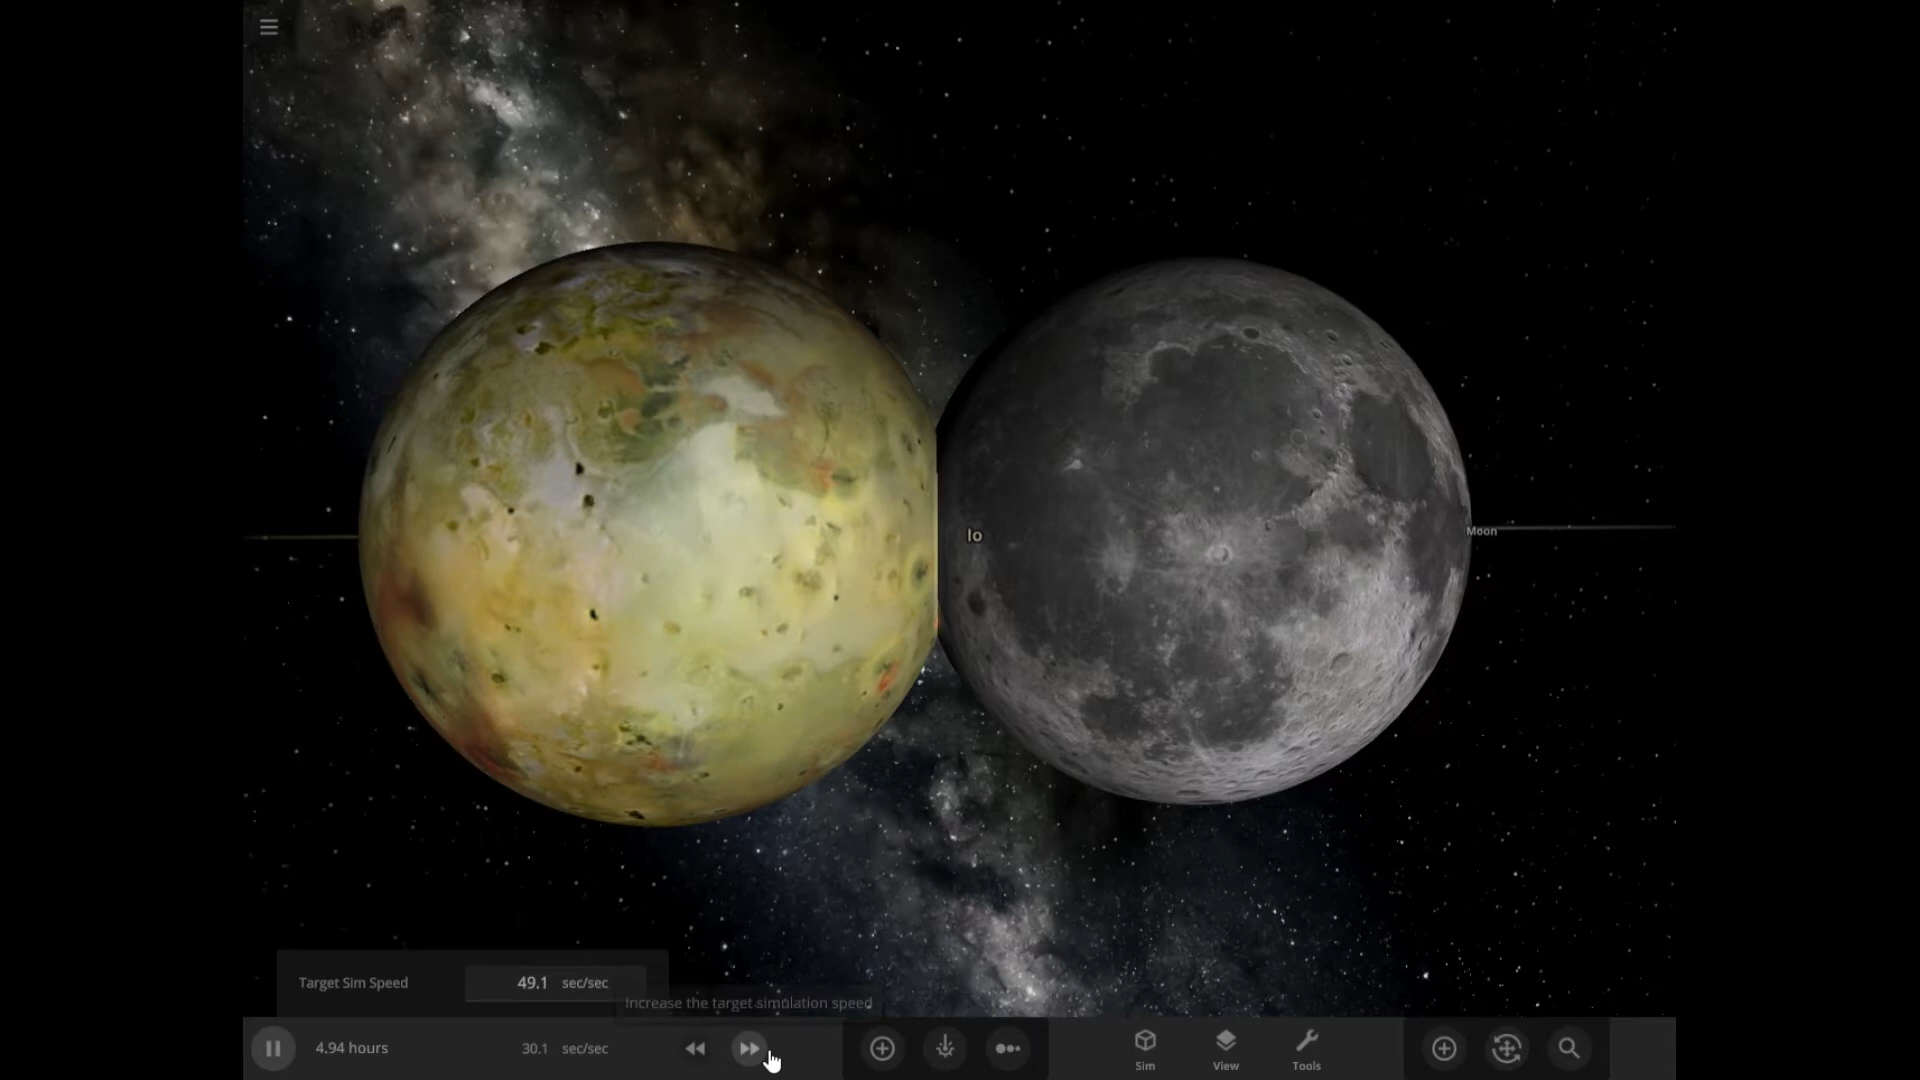 Io
Moon
Target Sim Speed 49.1 sec/sec
Increase the target simulation speed
4.94 hours 30.1 sec/sec
Sim View Tools